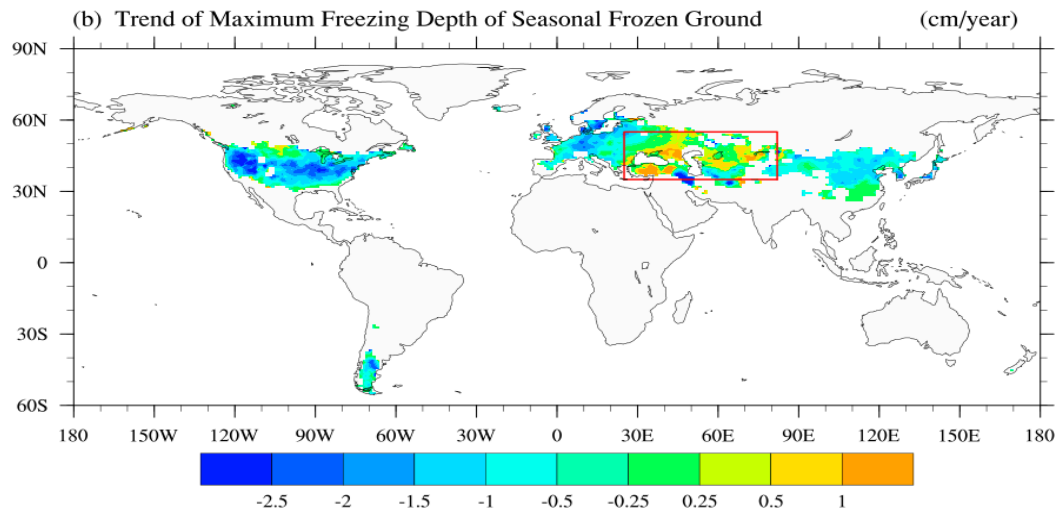 (b) Trend of Maximum Freezing Depth of Seasonal Frozen Ground (cm/year)
90N
60N
30N
0
30S
60S
180 150W 120W 90W 60W 30W 0 30E 60E 90E 120E 150E 180
-2.5 -2 -1.5 -1 -0.5 -0.25 0.25 0.5 1